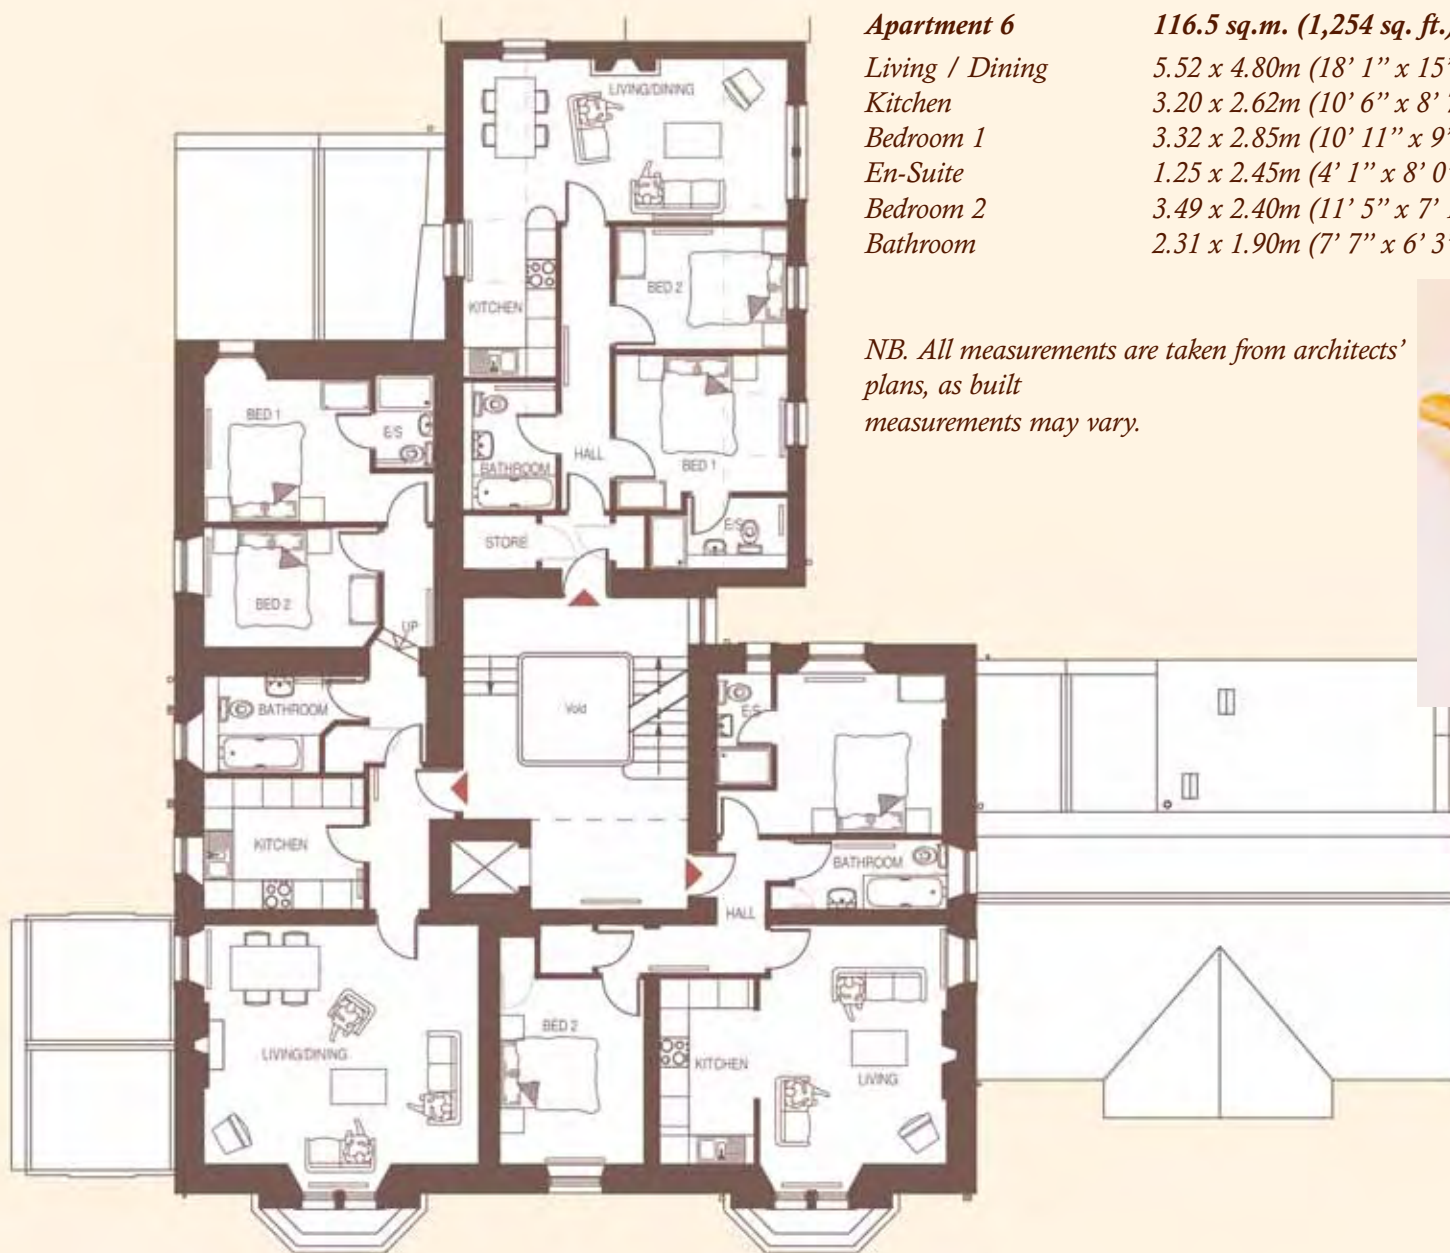 Apartment 6 116.5 sq.m. (1,254 sq. ft.)
Living / Dining 5.52 x 4.80m (18’ 1” x 15’
Kitchen 3.20 x 2.62m (10’ 6” x 8’
Bedroom 1 3.32 x 2.85m (10’ 11” x 9’
En-Suite 1.25 x 2.45m (4’ 1” x 8’ 0
Bedroom 2 3.49 x 2.40m (11’ 5” x 7’
Bathroom 2.31 x 1.90m (7’ 7” x 6’ 3
NB. All measurements are taken from architects’
plans, as built
measurements may vary.
LIVING/DINING
BED 2
KITCHEN
BED 1
E/S
HALL
BATHROOM
BED 1
STORE
E/S
BED 2
UP
BATHROOM
Void
E/S
KITCHEN
BATHROOM
HALL
BED 2
LIVING/DINING
KITCHEN
LIVING